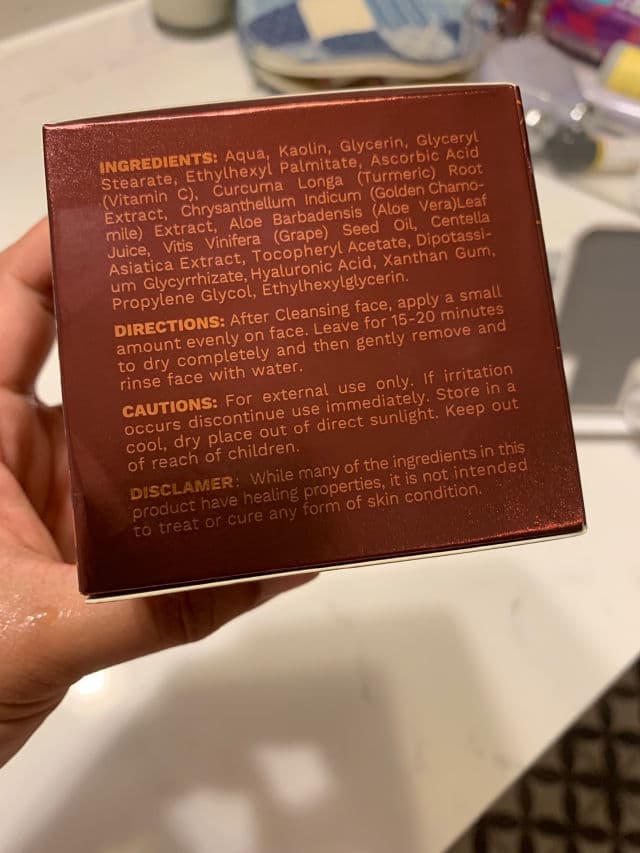 INGREDIENTS: Aqua, Kaolin, Glycerin, Glyceryl
Stearate, Ethylhexyl Palmitate, Ascorbic Acid
(Vitamin C), Curcuma Longa (Turmeric) Root
Extract, Chrysanthellum Indicum (Golden Chamo-
mile) Extract, Aloe Barbadensis (Aloe Vera)Leaf
Juice, Vitis Vinifera (Grape) Seed Oil, Centella
Asiatica Extract, Tocopheryl Acetate, Dipotassi-
um Glycyrrhizate, Hyaluronic Acid, Xanthan Gum,
Propylene Glycol, Ethylhexylglycerin.
DIRECTIONS: After Cleansing face, apply a small
amount evenly on face. Leave for 15-20 minutes
to dry completely and then gently remove and
rinse face with water.
CAUTIONS: For external use only. If irritation
occurs discontinue use immediately. Store in a
cool, dry place out of direct sunlight. Keep out
of reach of children.
DISCLAMER: While many of the ingredients in this
product have healing properties, it is not intended
to treat or cure any form of skin condition.